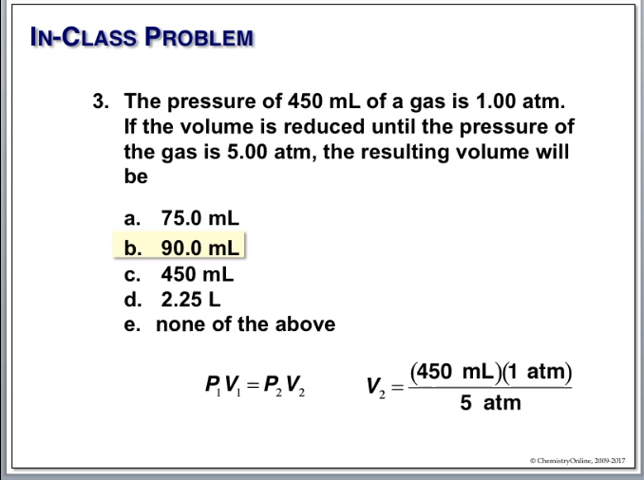 IN-CLASS PROBLEM
3. The pressure of 450 mL of a gas is 1.00 atm.
If the volume is reduced until the pressure of
the gas is 5.00 atm, the resulting volume will
be
a. 75.0 mL
b. 90.0 mL
c. 450 mL
d. 2.25 L
e. none of the above
P₁V₁ = P₂V₂
V₂ = (450 mL)(1 atm)
5 atm
© ChemistryOnline, 2009-2017